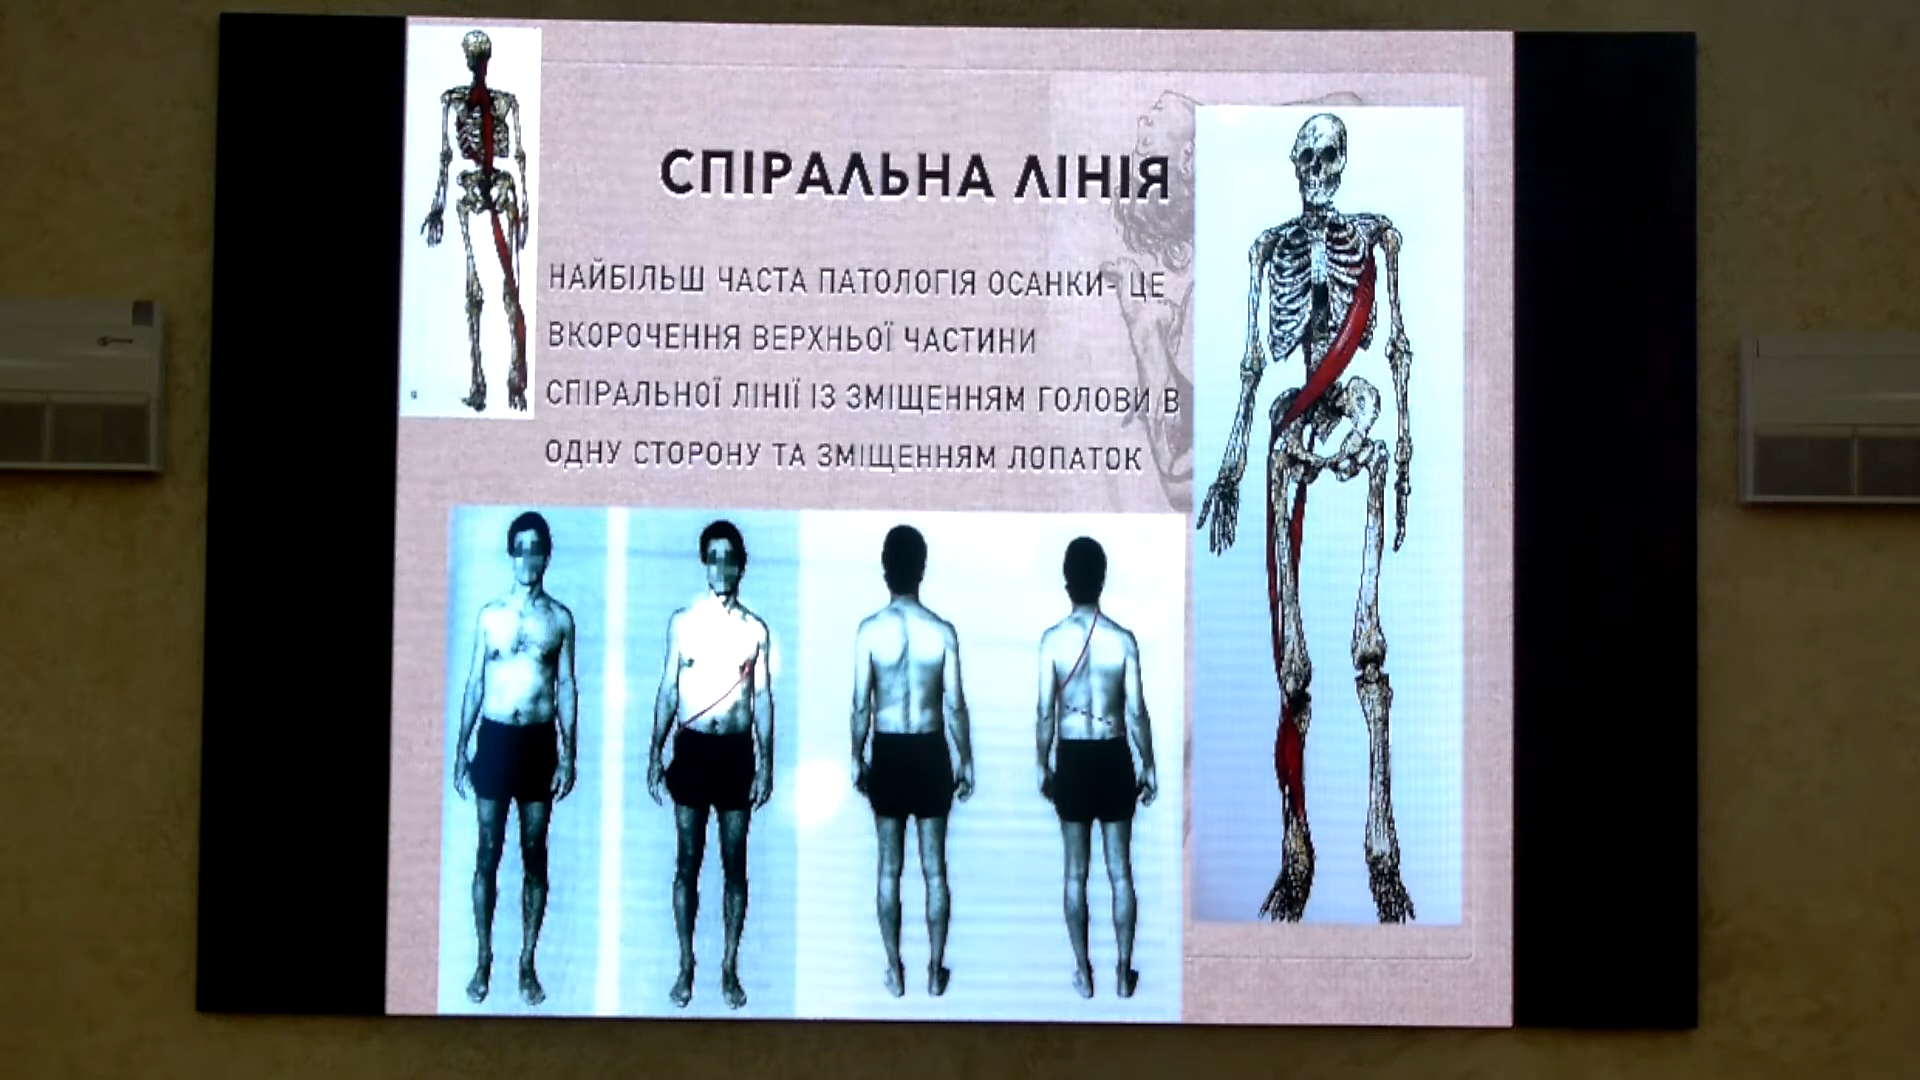 СПІРАЛЬНА ЛІНІЯ
НАЙБІЛЬШ ЧАСТА ПАТОЛОГІЯ ОСАНКИ- ЦЕ
ВКОРОЧЕННЯ ВЕРХНЬОЇ ЧАСТИНИ
СПІРАЛЬНОЇ ЛІНІЇ ІЗ ЗМІЩЕННЯМ ГОЛОВИ В
ОДНУ СТОРОНУ ТА ЗМІЩЕННЯМ ЛОПАТОК